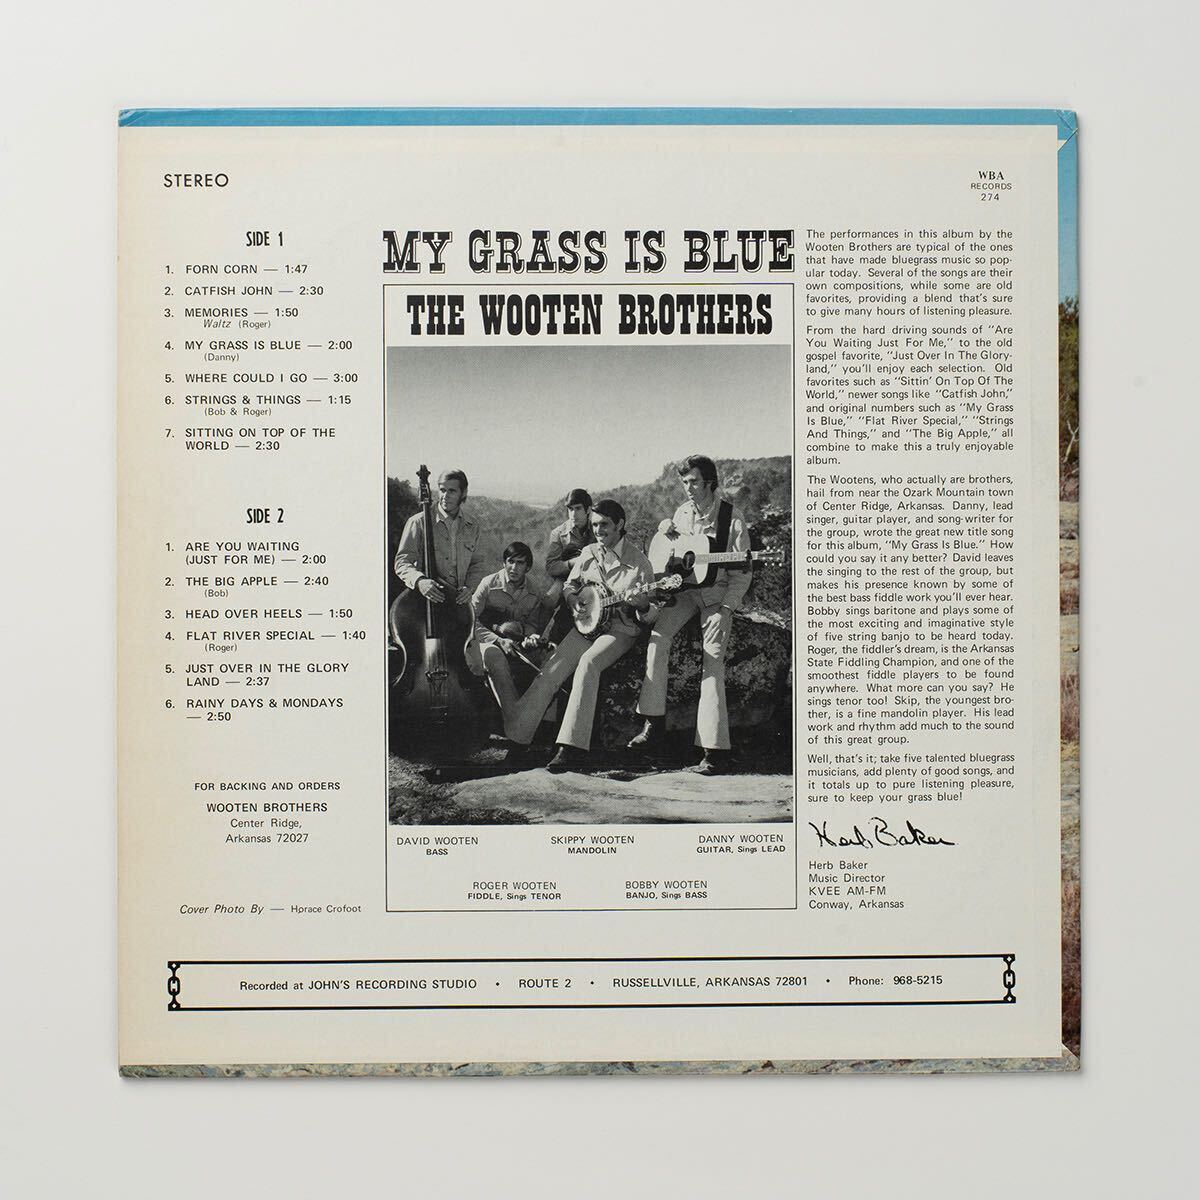 STEREO
WBA
RECORDS
274
SIDE 1
1. FORN CORN — 1:47
2. CATFISH JOHN — 2:30
3. MEMORIES — 1:50
Waltz (Roger)
4. MY GRASS IS BLUE — 2:00
(Danny)
5. WHERE COULD I GO — 3:00
6. STRINGS & THINGS — 1:15
(Bob & Roger)
7. SITTING ON TOP OF THE
WORLD — 2:30
SIDE 2
1. ARE YOU WAITING
(JUST FOR ME) — 2:00
2. THE BIG APPLE — 2:40
(Bob)
3. HEAD OVER HEELS — 1:50
4. FLAT RIVER SPECIAL — 1:40
(Roger)
5. JUST OVER IN THE GLORY
LAND — 2:37
6. RAINY DAYS & MONDAYS
— 2:50
FOR BACKING AND ORDERS
WOOTEN BROTHERS
Center Ridge,
Arkansas 72027
Cover Photo By — Horace Crofoot
MY GRASS IS BLUE
THE WOOTEN BROTHERS
DAVID WOOTEN
BASS
SKIPPY WOOTEN
MANDOLIN
DANNY WOOTEN
GUITAR, Sings LEAD
ROGER WOOTEN
FIDDLE, Sings TENOR
BOBBY WOOTEN
BANJO, Sings BASS
The performances in this album by the
Wooten Brothers are typical of the ones
that have made bluegrass music so pop-
ular today. Several of the songs are their
own compositions, while some are old
favorites, providing a blend that's sure
to give many hours of listening pleasure.
From the hard driving sounds of "Are
You Waiting Just For Me," to the old
gospel favorite, "Just Over In The Glory-
land," you'll enjoy each selection. Old
favorites such as "Sittin' On Top Of The
World," newer songs like "Catfish John,"
and original numbers such as "My Grass
Is Blue," "Flat River Special," "Strings
And Things," and "The Big Apple," all
combine to make this a truly enjoyable
album.
The Wootens, who actually are brothers,
hail from near the Ozark Mountain town
of Center Ridge, Arkansas. Danny, lead
singer, guitar player, and song-writer for
the group, wrote the great new title song
for this album, "My Grass Is Blue." How
could you say it any better? David leaves
the singing to the rest of the group, but
makes his presence known by some of
the best bass fiddle work you'll ever hear.
Bobby sings baritone and plays some of
the most exciting and imaginative style
of five string banjo to be heard today.
Roger, the fiddler's dream, is the Arkansas
State Fiddling Champion, and one of the
smoothest fiddle players to be found
anywhere. What more can you say? He
sings tenor too! Skip, the youngest bro-
ther, is a fine mandolin player. His lead
work and rhythm add much to the sound
of this great group.
Well, that's it; take five talented bluegrass
musicians, add plenty of good songs, and
it totals up to pure listening pleasure,
sure to keep your grass blue!
Herb Baker
Herb Baker
Music Director
KVEE AM-FM
Conway, Arkansas
Recorded at JOHN'S RECORDING STUDIO • ROUTE 2 • RUSSELLVILLE, ARKANSAS 72801 • Phone: 968-5215